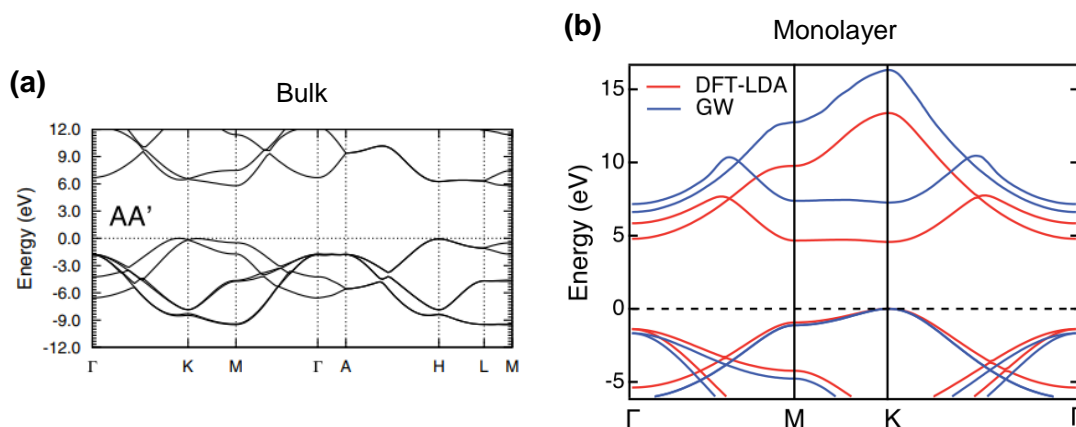 (a)
Bulk
12.0
9.0
6.0
3.0
0.0
-3.0
-6.0
-9.0
-12.0
Energy (eV)
AA'
Γ K M Γ A H L M
(b)
Monolayer
DFT-LDA
GW
15
10
5
0
-5
Energy (eV)
Γ M K Γ